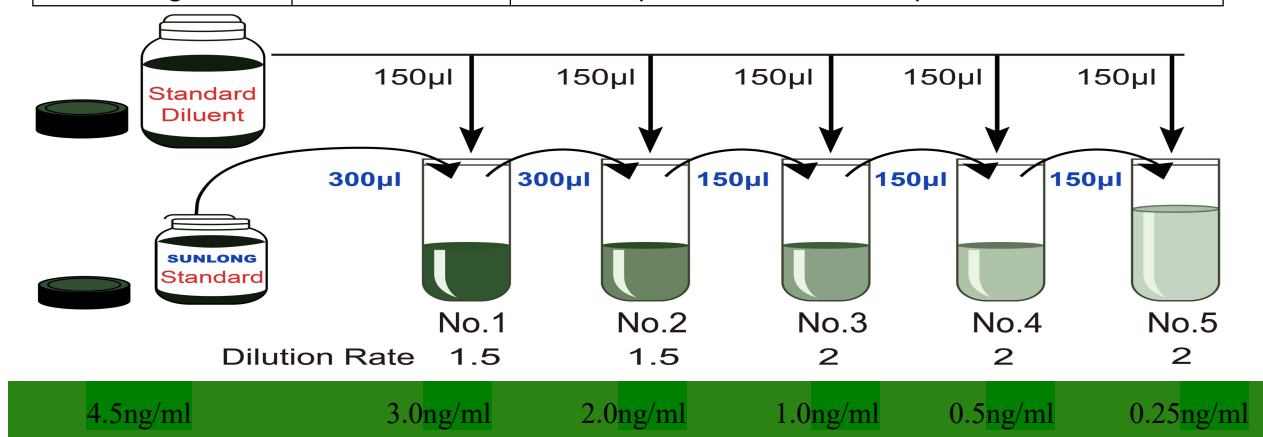 150µl 150µl 150µl 150µl 150µl
Standard
Diluent
300µl 300µl 150µl 150µl 150µl
SUNLONG
Standard
No.1 No.2 No.3 No.4 No.5
Dilution Rate 1.5 1.5 2 2 2
4.5ng/ml 3.0ng/ml 2.0ng/ml 1.0ng/ml 0.5ng/ml 0.25ng/ml